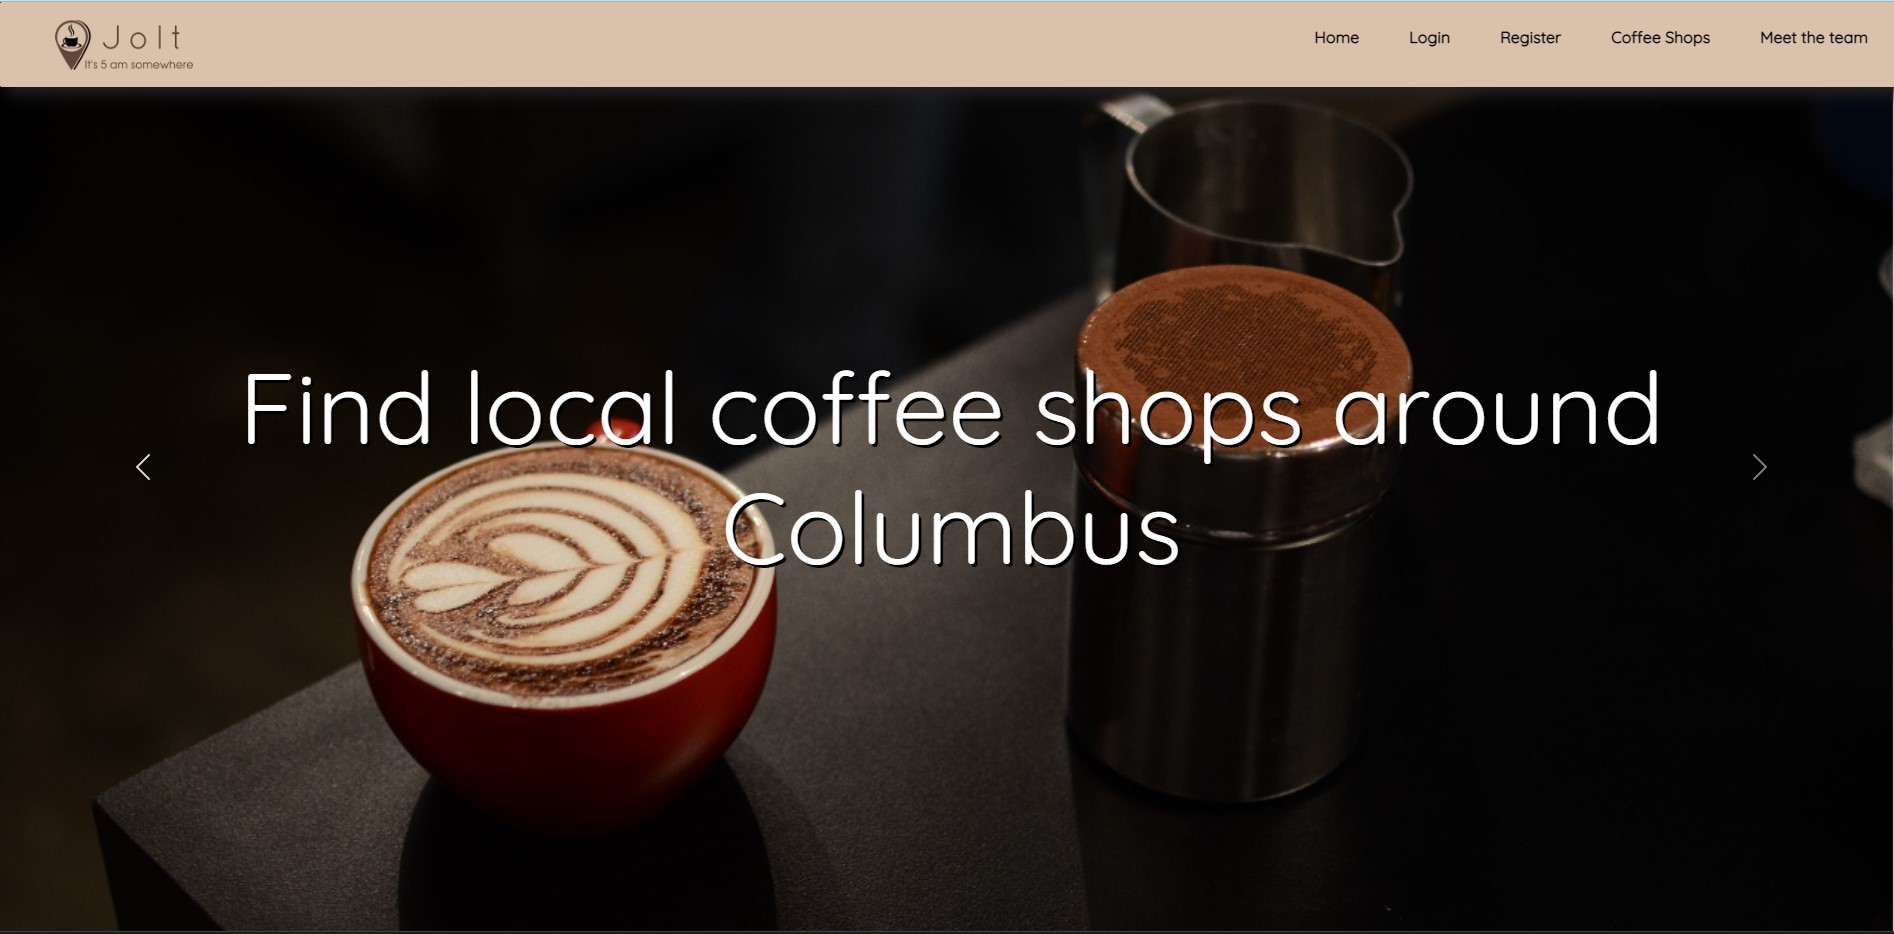 Jolt
It's 5 am somewhere
Home Login Register Coffee Shops Meet the team
Find local coffee shops around
Columbus